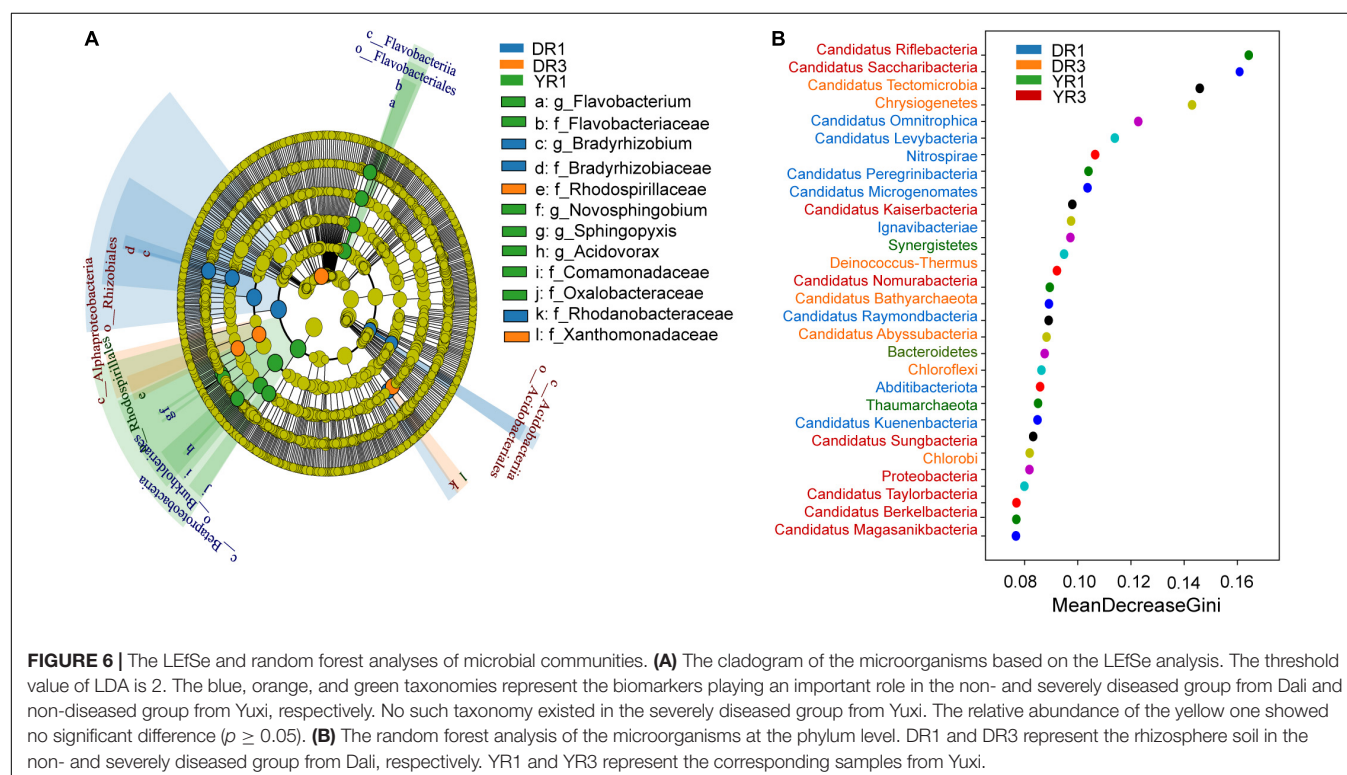 A
c__Flavobacteriia
o__Flavobacteriales
b
a
d
c
o__Rhizobiales
c__Alphaproteobacteria
o__Rhodospirillales
e
g
f
h
i
j
o__Burkholderiales
c__Betaproteobacteria
c__Acidobacteriia
o__Acidobacteriales
l
k
DR1
DR3
YR1
a: g_Flavobacterium
b: f_Flavobacteriaceae
c: g_Bradyrhizobium
d: f_Bradyrhizobiaceae
e: f_Rhodospirillaceae
f: g_Novosphingobium
g: g_Sphingopyxis
h: g_Acidovorax
i: f_Comamonadaceae
j: f_Oxalobacteraceae
k: f_Rhodanobacteraceae
l: f_Xanthomonadaceae
B
Candidatus Riflebacteria
Candidatus Saccharibacteria
Candidatus Tectomicrobia
Chrysiogenetes
Candidatus Omnitrophica
Candidatus Levybacteria
Nitrospirae
Candidatus Peregrinibacteria
Candidatus Microgenomates
Candidatus Kaiserbacteria
Ignavibacteriae
Synergistetes
Deinococcus-Thermus
Candidatus Nomurabacteria
Candidatus Bathyarchaeota
Candidatus Raymondbacteria
Candidatus Abyssubacteria
Bacteroidetes
Chloroflexi
Abditibacteriota
Thaumarchaeota
Candidatus Kuenenbacteria
Candidatus Sungbacteria
Chlorobi
Proteobacteria
Candidatus Taylorbacteria
Candidatus Berkelbacteria
Candidatus Magasanikbacteria
DR1
DR3
YR1
YR3
0.08 0.10 0.12 0.14 0.16
MeanDecreaseGini
FIGURE 6 | The LEfSe and random forest analyses of microbial communities. (A) The cladogram of the microorganisms based on the LEfSe analysis. The threshold
value of LDA is 2. The blue, orange, and green taxonomies represent the biomarkers playing an important role in the non- and severely diseased group from Dali and
non-diseased group from Yuxi, respectively. No such taxonomy existed in the severely diseased group from Yuxi. The relative abundance of the yellow one showed
no significant difference (p ≥ 0.05). (B) The random forest analysis of the microorganisms at the phylum level. DR1 and DR3 represent the rhizosphere soil in the
non- and severely diseased group from Dali, respectively. YR1 and YR3 represent the corresponding samples from Yuxi.